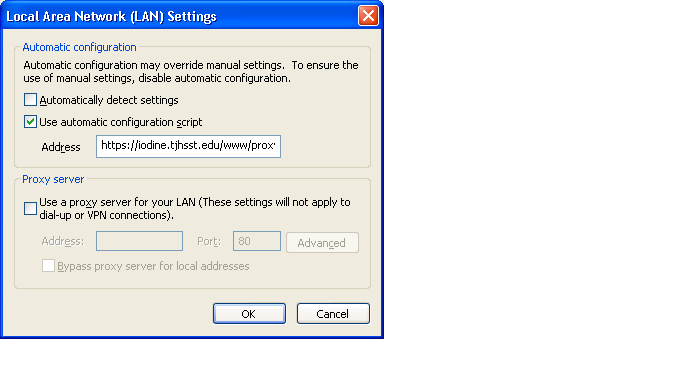 Local Area Network (LAN) Settings
Automatic configuration
Automatic configuration may override manual settings. To ensure the
use of manual settings, disable automatic configuration.
Automatically detect settings
Use automatic configuration script
Address https://iodine.tjhsst.edu/www/prox
Proxy server
Use a proxy server for your LAN (These settings will not apply to
dial-up or VPN connections).
Address: Port: 80 Advanced
Bypass proxy server for local addresses
OK Cancel